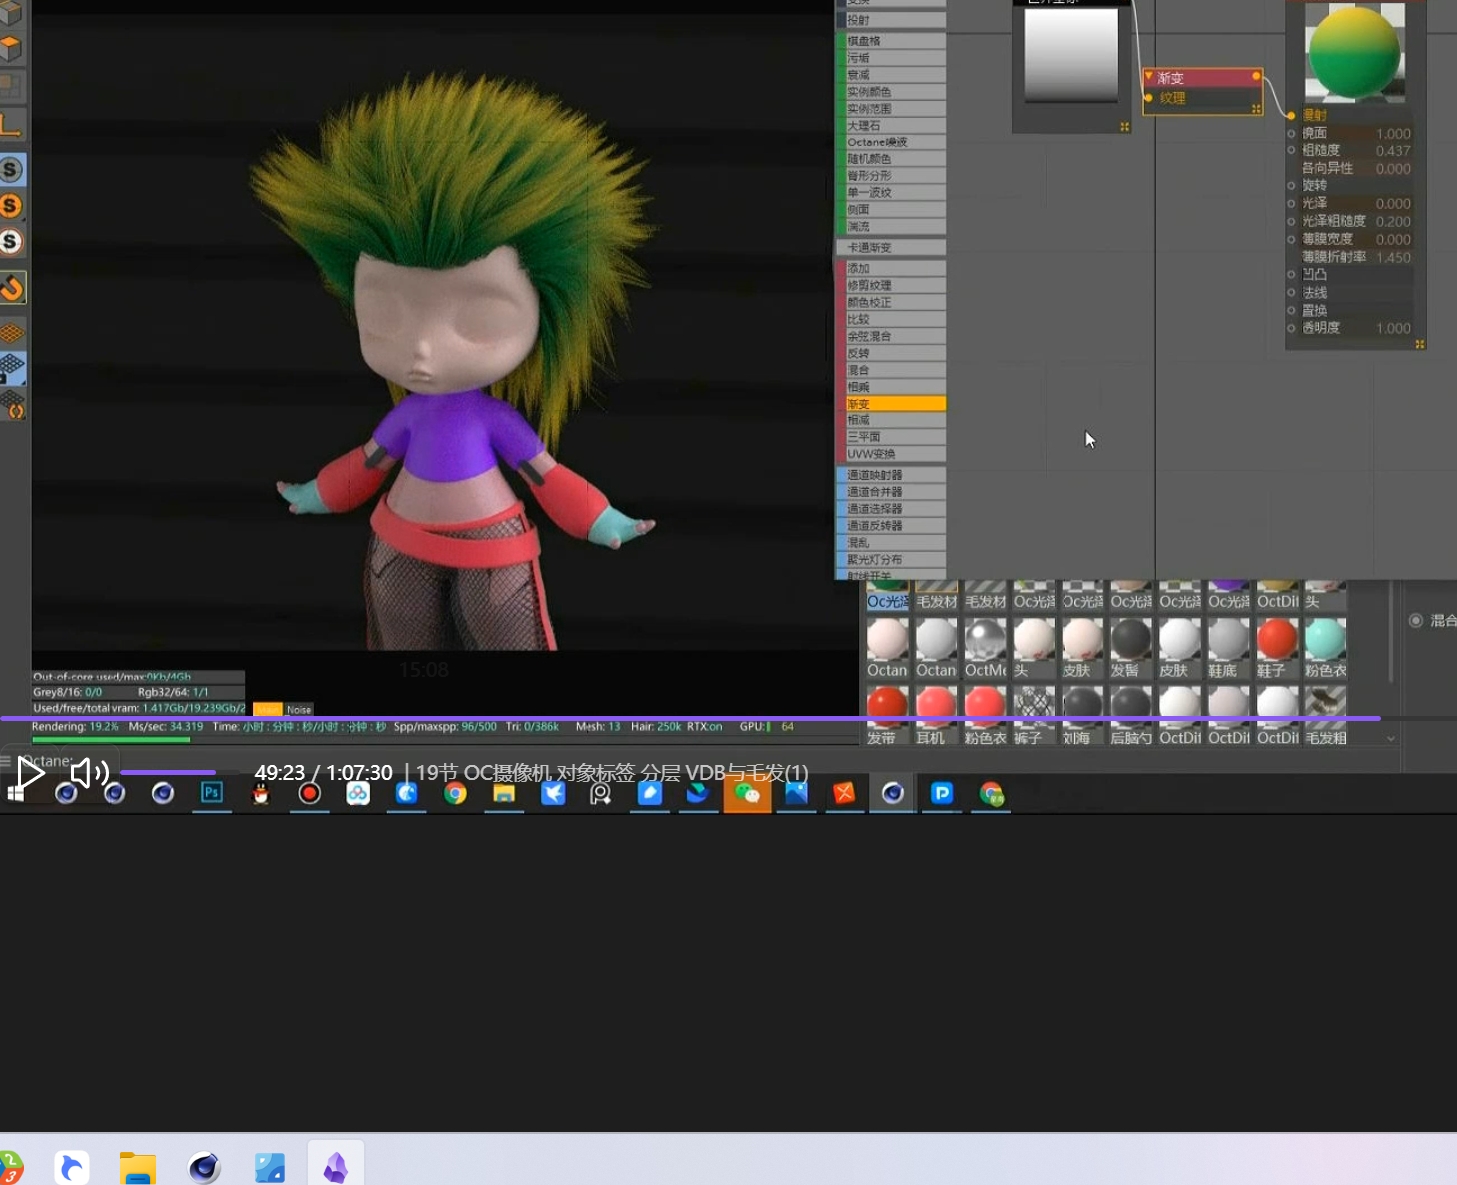 投射
棋盘格
污垢
衰减
实例颜色
实例范围
大理石
Octane噪波
随机颜色
脊形分形
单一波纹
侧面
湍流
卡通渐变
添加
修剪纹理
颜色校正
比较
余弦混合
反转
混合
相乘
渐变
相减
三平面
UVW变换
通道映射器
通道合并器
通道选择器
通道反转器
混乱
聚光灯分布
射线开关
渐变
纹理
漫射
镜面 1.000
粗糙度 0.437
各向异性 0.000
旋转
光泽 0.000
光泽粗糙度 0.200
薄膜宽度 0.000
薄膜折射率 1.450
凹凸
法线
置换
透明度 1.000
Oc光泽 毛发材 毛发材 Oc光泽 Oc光泽 Oc光泽 Oc光泽 Oc光泽 OctDif 头
混合
Octan Octan OctMe 头 皮肤 发髻 皮肤 鞋底 鞋子 粉色衣
发带 耳机 粉色衣 裤子 刘海 后脑勺 OctDif OctDif OctDif 毛发粗
15:08
Out-of-core used/max:0Kb/4Gb
Grey8/16: 0/0 Rgb32/64: 1/1
Used/free/total vram: 1.417Gb/19.239Gb/2
Main Noise
Rendering: 19.2% Ms/sec: 34.319 Time: 小时 : 分钟 : 秒/小时 : 分钟 : 秒 Spp/maxspp: 96/500 Tri: 0/386k Mesh: 13 Hair: 250k RTX:on GPU: 64
Octane:
49:23 / 1:07:30 | 19节 OC摄像机 对象标签 分层 VDB与毛发(1)
Ps